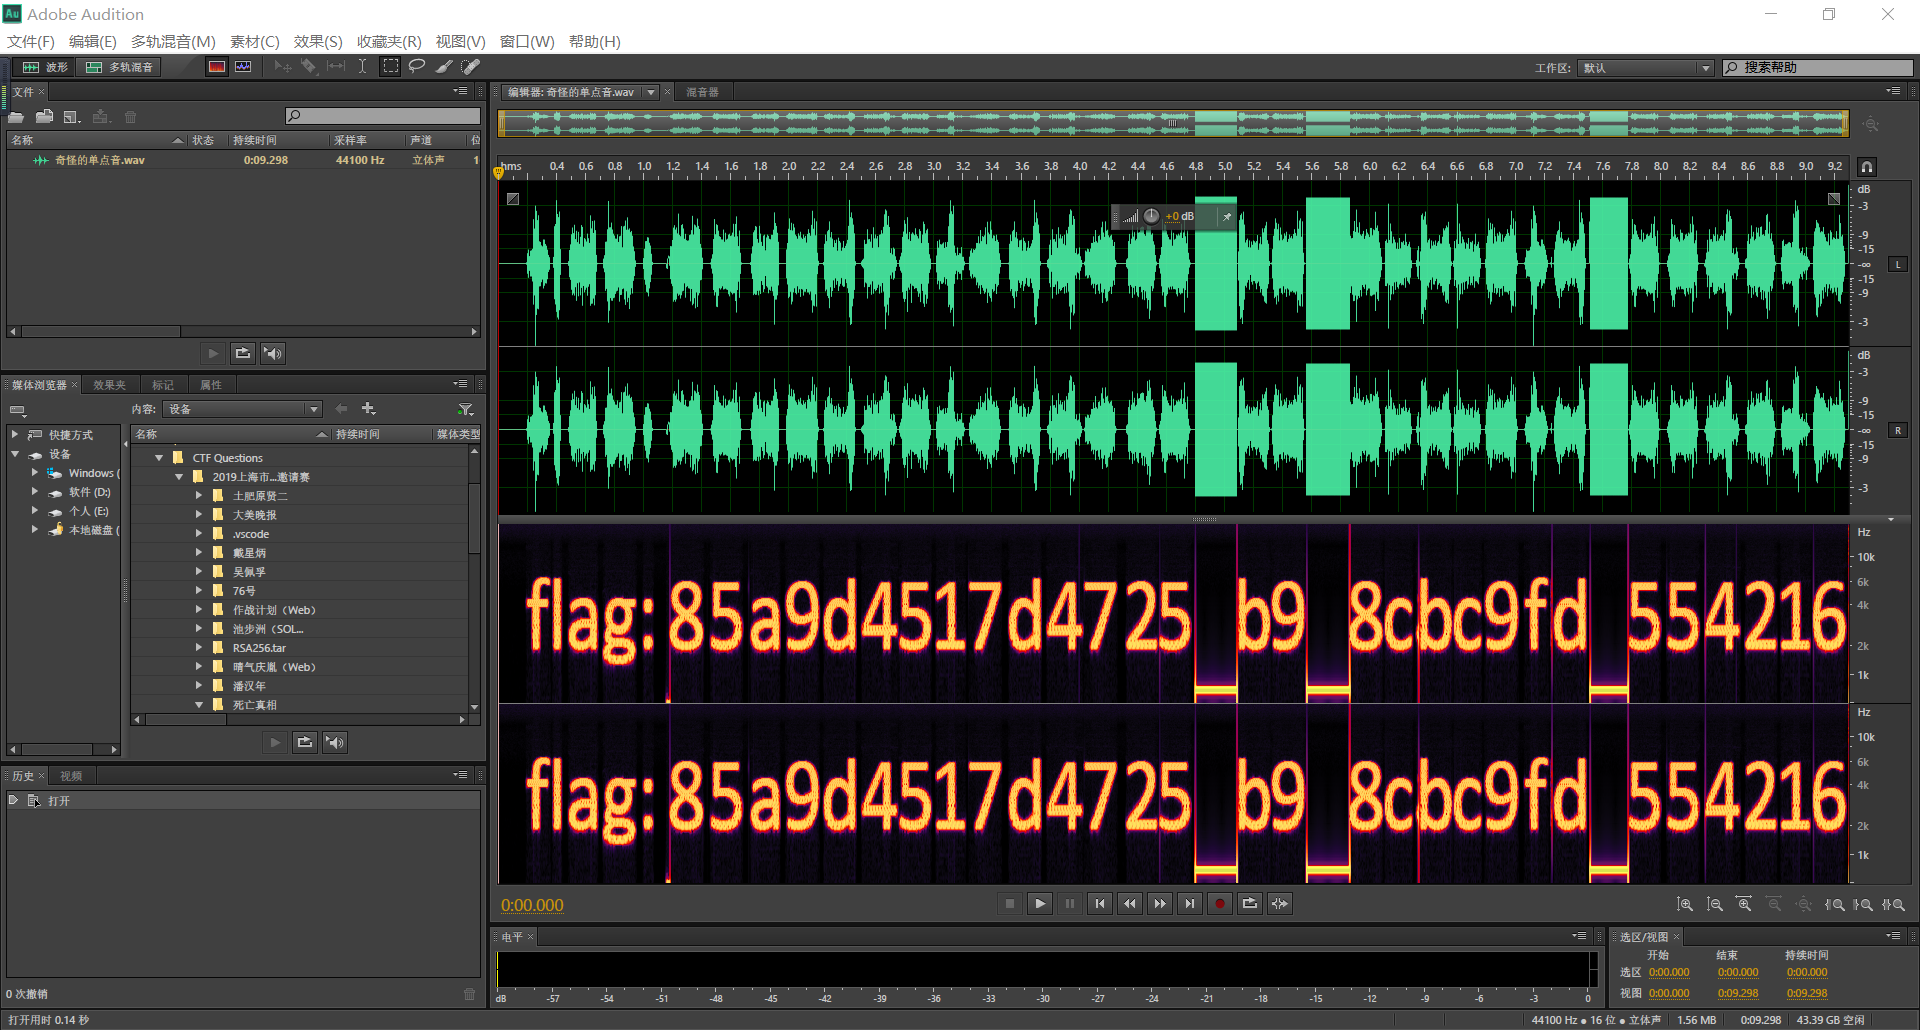 Au Adobe Audition
文件(F) 编辑(E) 多轨混音(M) 素材(C) 效果(S) 收藏夹(R) 视图(V) 窗口(W) 帮助(H)
波形 多轨混音 工作区: 默认 搜索帮助
文件
名称 状态 持续时间 采样率 声道 位
奇怪的单点音.wav 0:09.298 44100 Hz 立体声 1
媒体浏览器 效果夹 标记 属性
内容: 设备
快捷方式
设备
Windows (
软件 (D:)
个人 (E:)
本地磁盘 (
名称 持续时间 媒体类型
CTF Questions
2019上海市...邀请赛
土肥原贤二
大美晚报
.vscode
戴星炳
吴佩孚
76号
作战计划（Web）
池步洲（SOL...
RSA256.tar
晴气庆胤（Web）
潘汉年
死亡真相
历史 视频
打开
0 次撤销
打开用时 0.14 秒
编辑器: 奇怪的单点音.wav 混音器
hms 0.4 0.6 0.8 1.0 1.2 1.4 1.6 1.8 2.0 2.2 2.4 2.6 2.8 3.0 3.2 3.4 3.6 3.8 4.0 4.2 4.4 4.6 4.8 5.0 5.2 5.4 5.6 5.8 6.0 6.2 6.4 6.6 6.8 7.0 7.2 7.4 7.6 7.8 8.0 8.2 8.4 8.6 8.8 9.0 9.2
+0 dB
dB
-3
-9
-15
-∞
-15
-9
-3
L
dB
-3
-9
-15
-∞
-15
-9
-3
R
flag:85a9d4517d4725 b9 8cbc9fd 554216
Hz
10k
6k
4k
2k
1k
flag:85a9d4517d4725 b9 8cbc9fd 554216
Hz
10k
6k
4k
2k
1k
0:00.000
电平
dB -57 -54 -51 -48 -45 -42 -39 -36 -33 -30 -27 -24 -21 -18 -15 -12 -9 -6 -3 0
选区/视图
开始 结束 持续时间
选区 0:00.000 0:00.000 0:00.000
视图 0:00.000 0:09.298 0:09.298
44100 Hz ● 16 位 ● 立体声 1.56 MB 0:09.298 43.39 GB 空闲